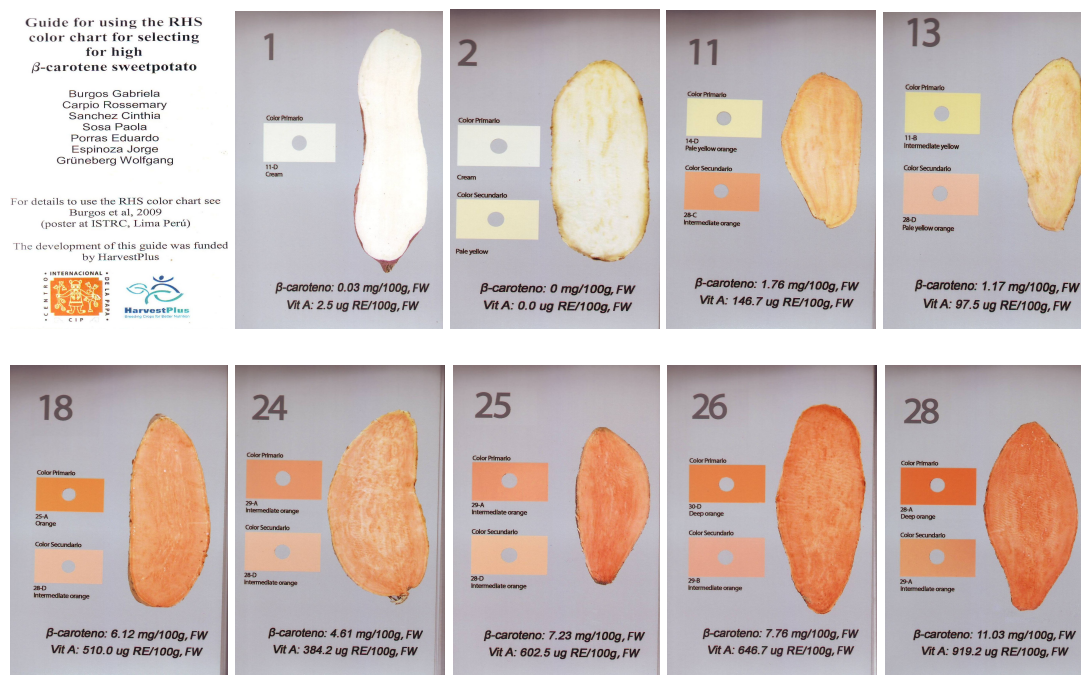 Guide for using the RHS
color chart for selecting
for high
β-carotene sweetpotato
Burgos Gabriela
Carpio Rossemary
Sanchez Cinthia
Sosa Paola
Porras Eduardo
Espinoza Jorge
Grüneberg Wolfgang
For details to use the RHS color chart see
Burgos et al, 2009
(poster at ISTRC, Lima Perú)
The development of this guide was funded
by HarvestPlus
CENTRO INTERNACIONAL DE LA PAPA
CIP
HarvestPlus
1
Color Primario
11-D
Cream
β-caroteno: 0.03 mg/100g, FW
Vit A: 2.5 ug RE/100g, FW
2
Color Primario
Cream
Color Secundario
Pale yellow
β-caroteno: 0 mg/100g, FW
Vit A: 0.0 ug RE/100g, FW
11
Color Primario
14-D
Pale yellow orange
Color Secundario
28-C
Intermediate orange
β-caroteno: 1.76 mg/100g, FW
Vit A: 146.7 ug RE/100g, FW
13
Color Primario
11-B
Intermediate yellow
Color Secundario
28-D
Pale yellow orange
β-caroteno: 1.17 mg/100g, FW
Vit A: 97.5 ug RE/100g, FW
18
Color Primario
25-A
Orange
Color Secundario
28-D
Intermediate orange
β-caroteno: 6.12 mg/100g, FW
Vit A: 510.0 ug RE/100g, FW
24
Color Primario
29-A
Intermediate orange
Color Secundario
28-D
Intermediate orange
β-caroteno: 4.61 mg/100g, FW
Vit A: 384.2 ug RE/100g, FW
25
Color Primario
29-A
Intermediate orange
Color Secundario
28-D
Intermediate orange
β-caroteno: 7.23 mg/100g, FW
Vit A: 602.5 ug RE/100g, FW
26
Color Primario
30-D
Deep orange
Color Secundario
29-B
Intermediate orange
β-caroteno: 7.76 mg/100g, FW
Vit A: 646.7 ug RE/100g, FW
28
Color Primario
28-A
Deep orange
Color Secundario
29-A
Intermediate orange
β-caroteno: 11.03 mg/100g, FW
Vit A: 919.2 ug RE/100g, FW